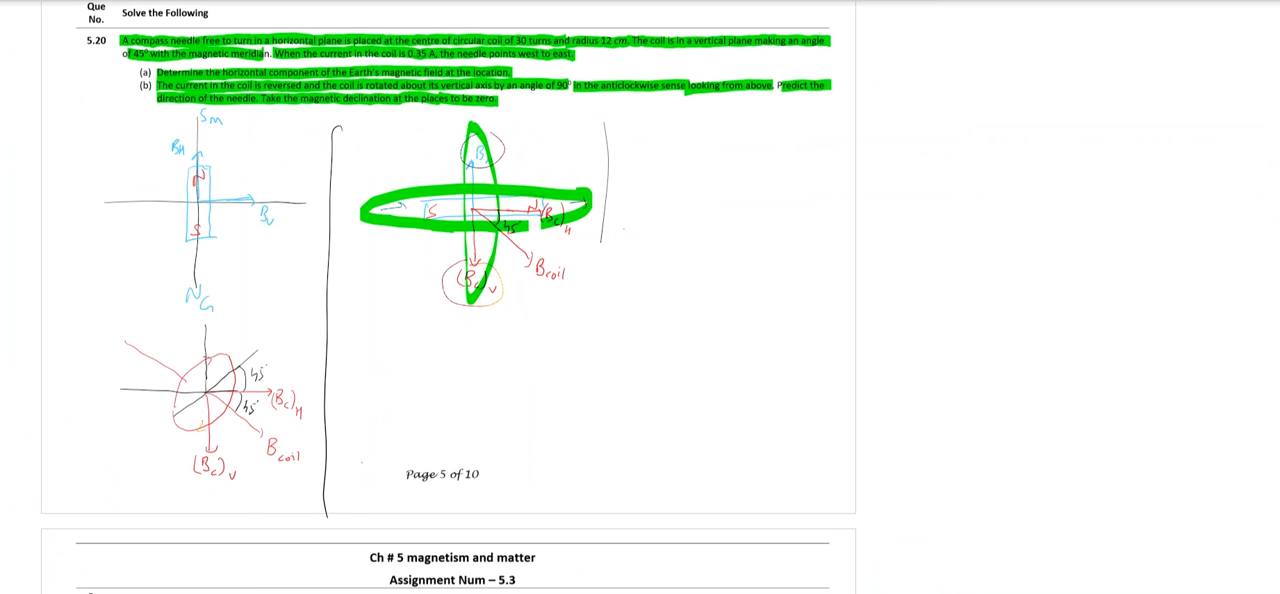 Que No. Solve the Following
5.20 A compass needle free to turn in a horizontal plane is placed at the centre of circular coil of 30 turns and radius 12 cm. The coil is in a vertical plane making an angle
of 45° with the magnetic meridian. When the current in the coil is 0.35 A, the needle points west to east.
(a) Determine the horizontal component of the Earth's magnetic field at the location.
(b) The current in the coil is reversed and the coil is rotated about its vertical axis by an angle of 90° in the anticlockwise sense looking from above. Predict the
direction of the needle. Take the magnetic declination at the places to be zero.
SM
BH
N
BV
S
NG
B
S
N
(Bc)H
45°
Bcoil
(Bc)V
45°
(Bc)H
45°
Bcoil
(Bc)V
Page 5 of 10
Ch # 5 magnetism and matter
Assignment Num – 5.3